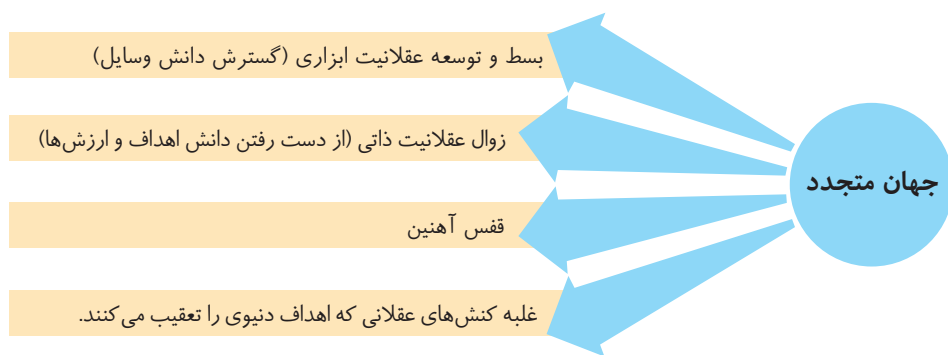 جهان متجدد
بسط و توسعه عقلانیت ابزاری (گسترش دانش وسایل)
زوال عقلانیت ذاتی (از دست رفتن دانش اهداف و ارزش‌ها)
قفس آهنین
غلبه کنش‌های عقلانی که اهداف دنیوی را تعقیب می‌کنند.